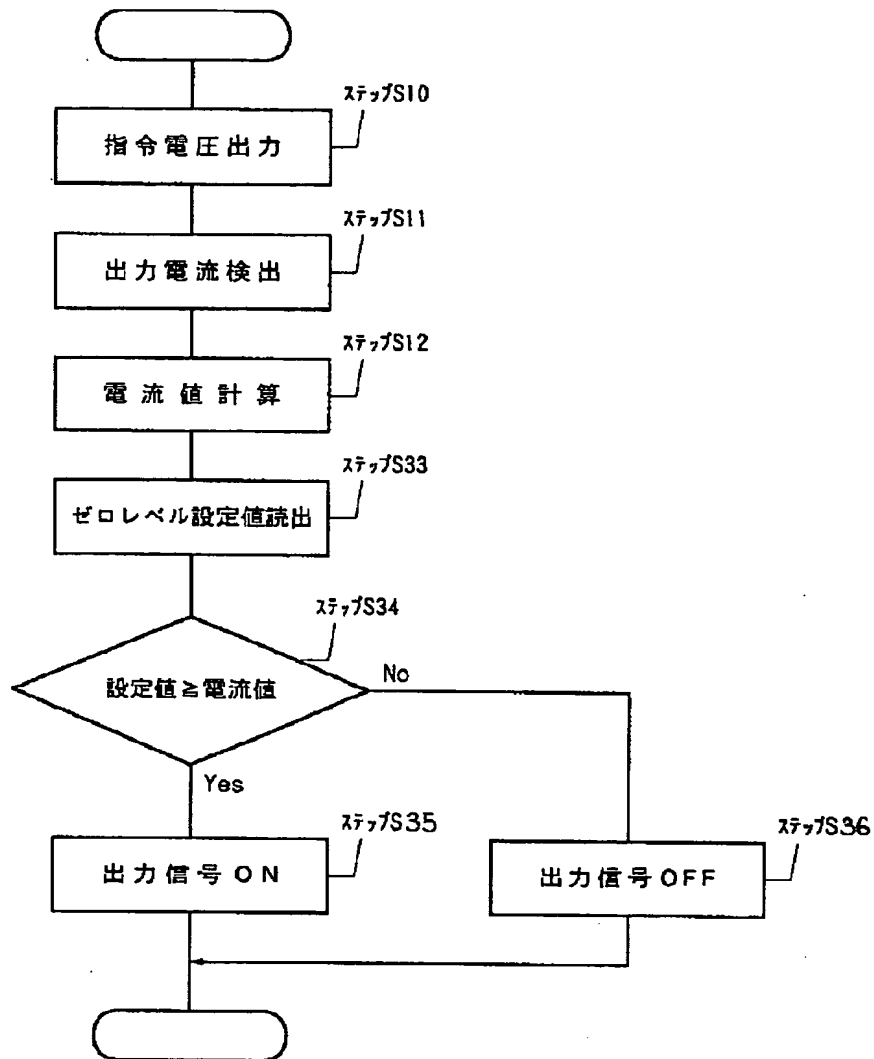 ステップS10
指令電圧出力
ステップS11
出力電流検出
ステップS12
電流値計算
ステップS33
ゼロレベル設定値読出
ステップS34
設定値≧電流値
No
Yes
ステップS35
出力信号ON
ステップS36
出力信号OFF